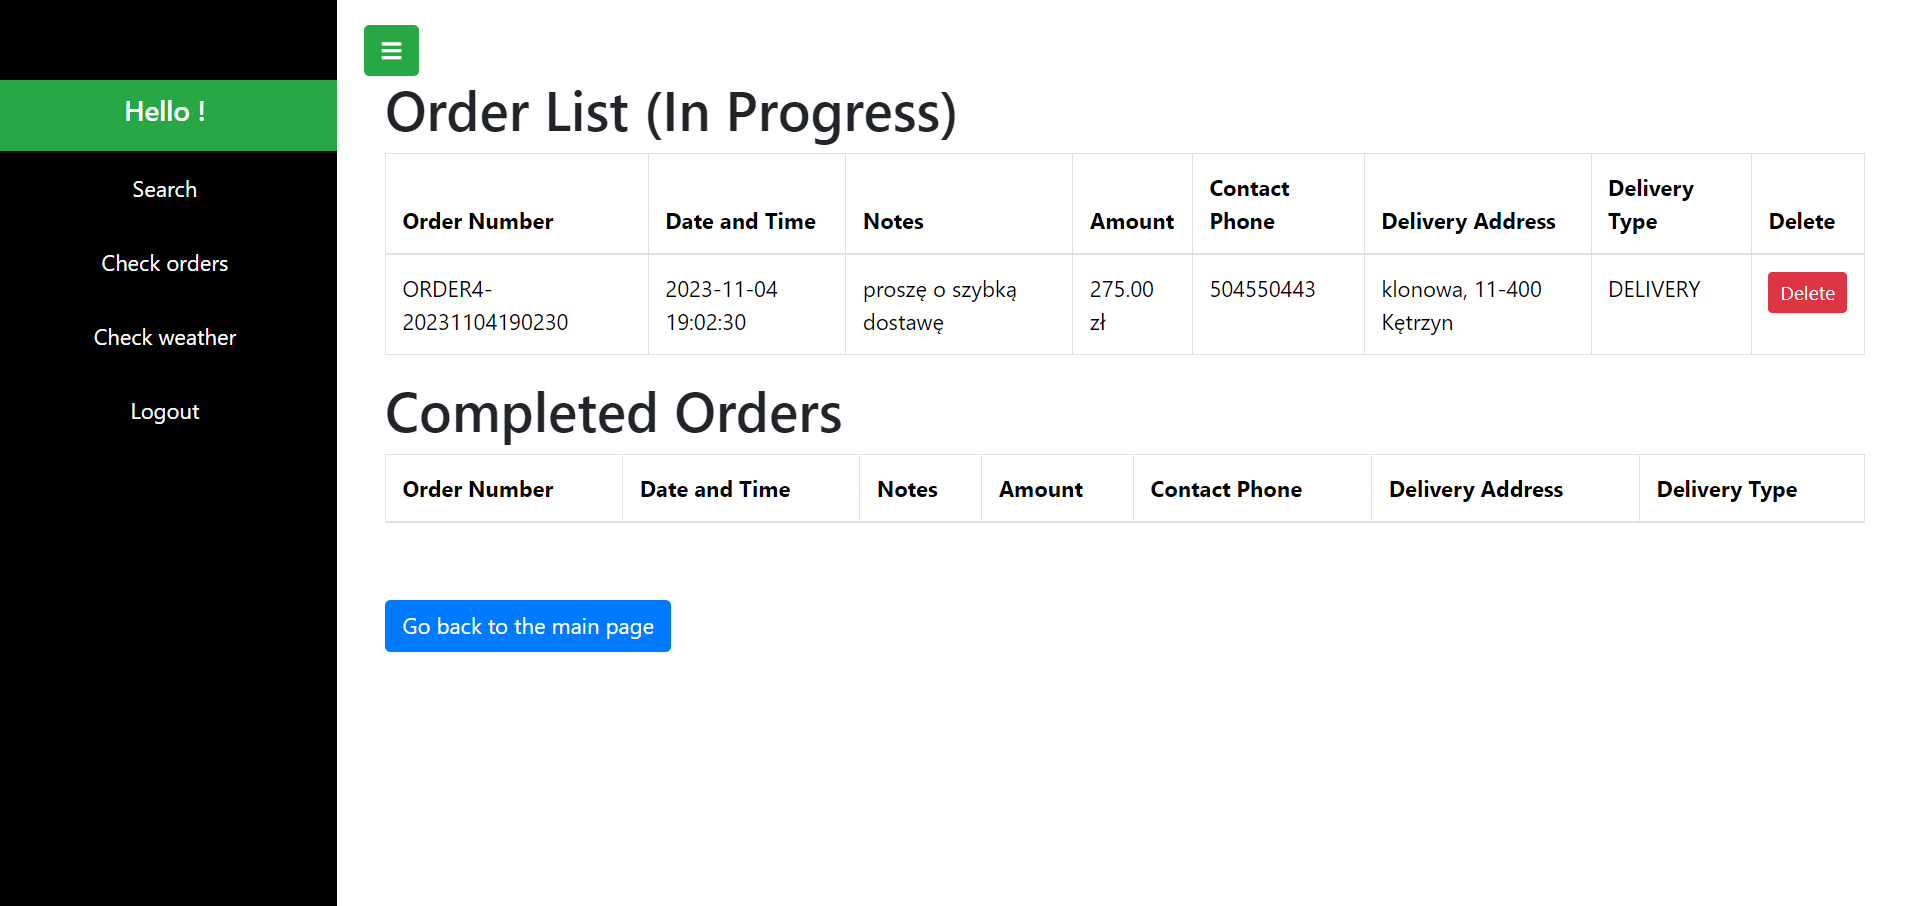 Hello !
Search
Check orders
Check weather
Logout
Order List (In Progress)
Order Number Date and Time Notes Amount Contact Phone Delivery Address Delivery Type Delete
ORDER4-20231104190230 2023-11-04 19:02:30 proszę o szybką dostawę 275.00 zł 504550443 klonowa, 11-400 Kętrzyn DELIVERY Delete
Completed Orders
Order Number Date and Time Notes Amount Contact Phone Delivery Address Delivery Type
Go back to the main page